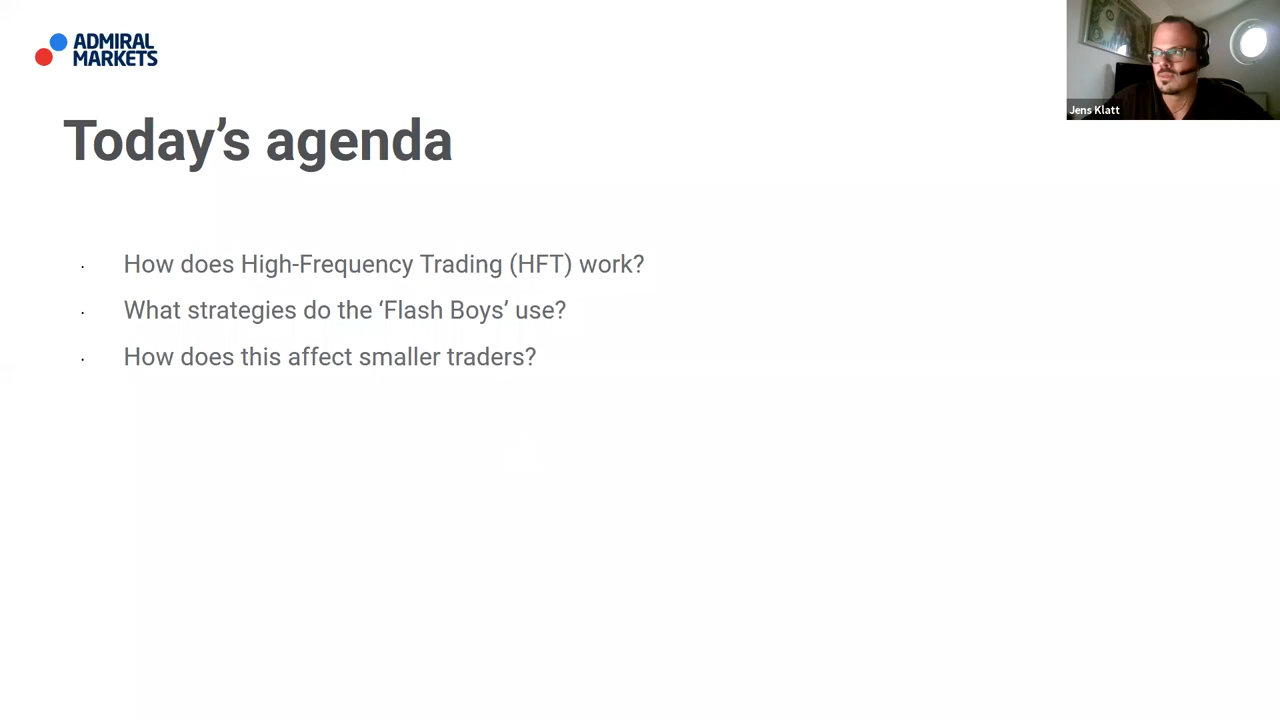 ADMIRAL
MARKETS
Jens Klatt
Today’s agenda
· How does High-Frequency Trading (HFT) work?
· What strategies do the ‘Flash Boys’ use?
· How does this affect smaller traders?